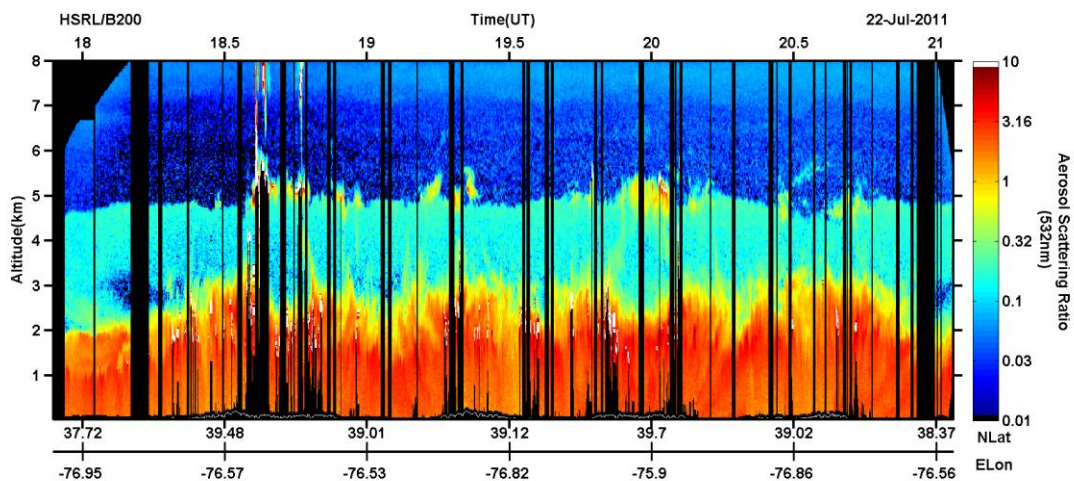 HSRL/B200 Time(UT) 22-Jul-2011
18 18.5 19 19.5 20 20.5 21
8
7
6
5
4
3
2
1
Altitude(km)
10
3.16
1
0.32
0.1
0.03
0.01
Aerosol Scattering Ratio
(532nm)
37.72 39.48 39.01 39.12 39.7 39.02 38.37 NLat
-76.95 -76.57 -76.53 -76.82 -75.9 -76.86 -76.56 ELon